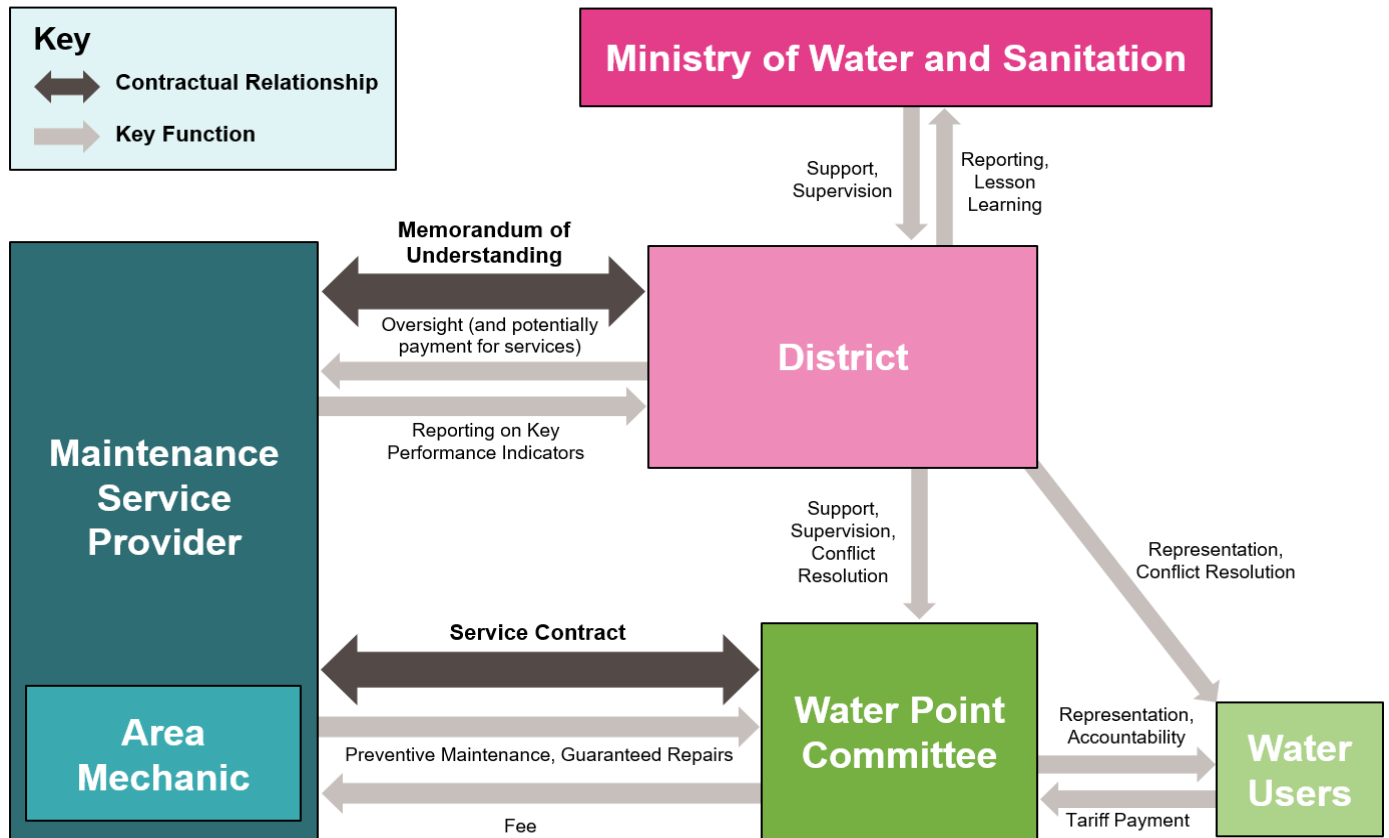 Key
Contractual Relationship
Key Function
Ministry of Water and Sanitation
Support,
Supervision
Reporting,
Lesson
Learning
Memorandum of
Understanding
Oversight (and potentially
payment for services)
Reporting on Key
Performance Indicators
District
Maintenance
Service
Provider
Support,
Supervision,
Conflict
Resolution
Representation,
Conflict Resolution
Service Contract
Area
Mechanic
Preventive Maintenance, Guaranteed Repairs
Fee
Water Point
Committee
Representation,
Accountability
Tariff Payment
Water
Users